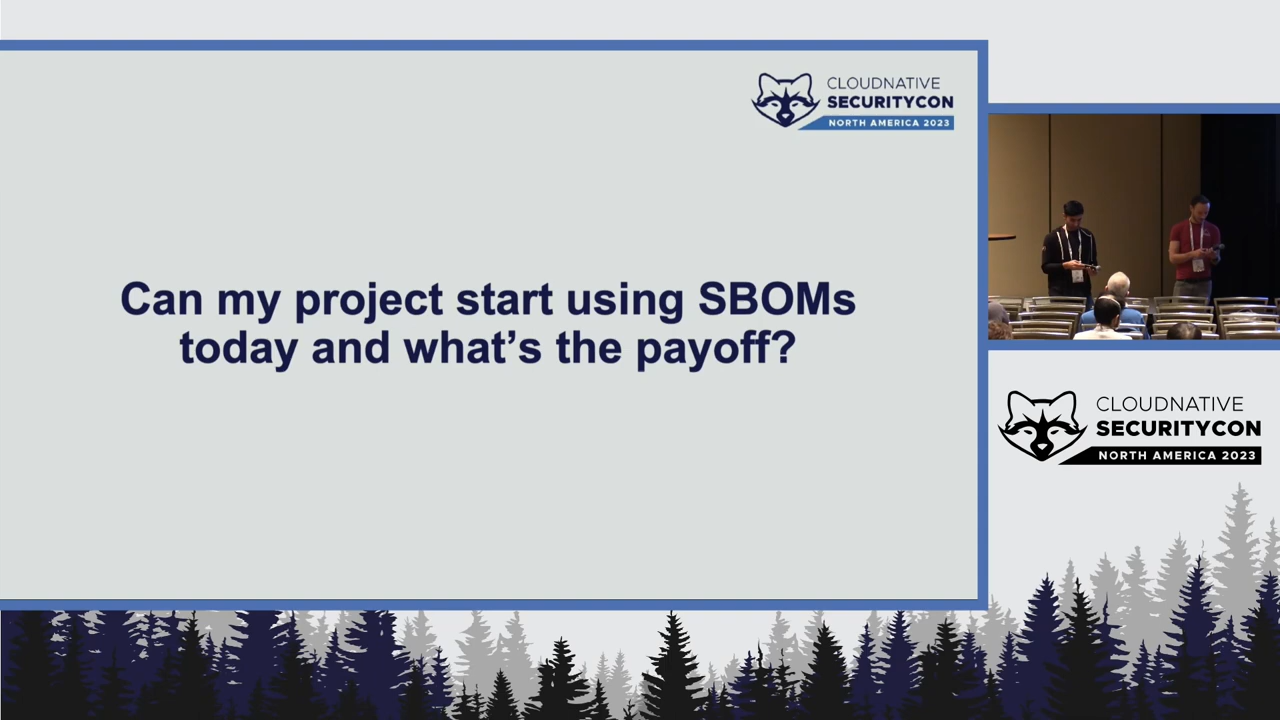 CLOUDNATIVE
SECURITYCON
NORTH AMERICA 2023
Can my project start using SBOMs
today and what's the payoff?
CLOUDNATIVE
SECURITYCON
NORTH AMERICA 2023